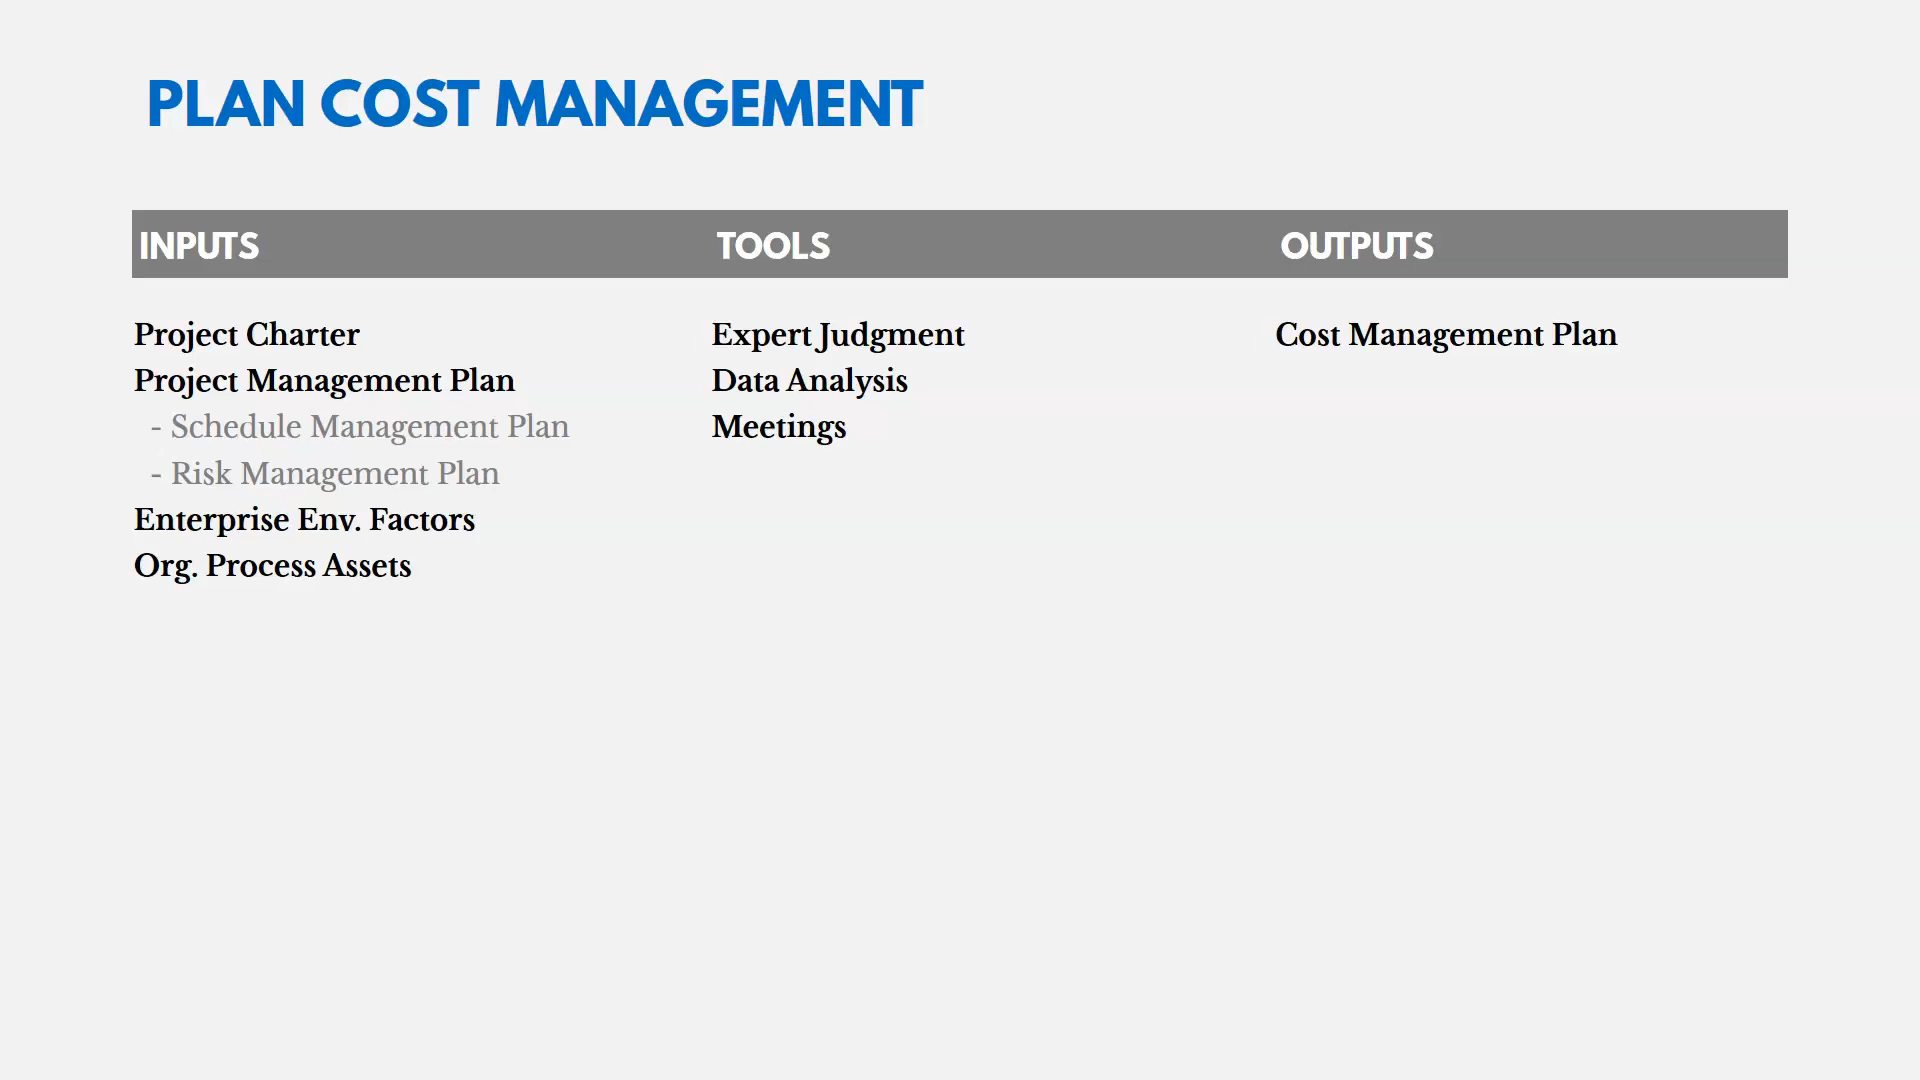 PLAN COST MANAGEMENT
INPUTS
TOOLS
OUTPUTS
Project Charter
Project Management Plan
- Schedule Management Plan
- Risk Management Plan
Enterprise Env. Factors
Org. Process Assets
Expert Judgment
Data Analysis
Meetings
Cost Management Plan